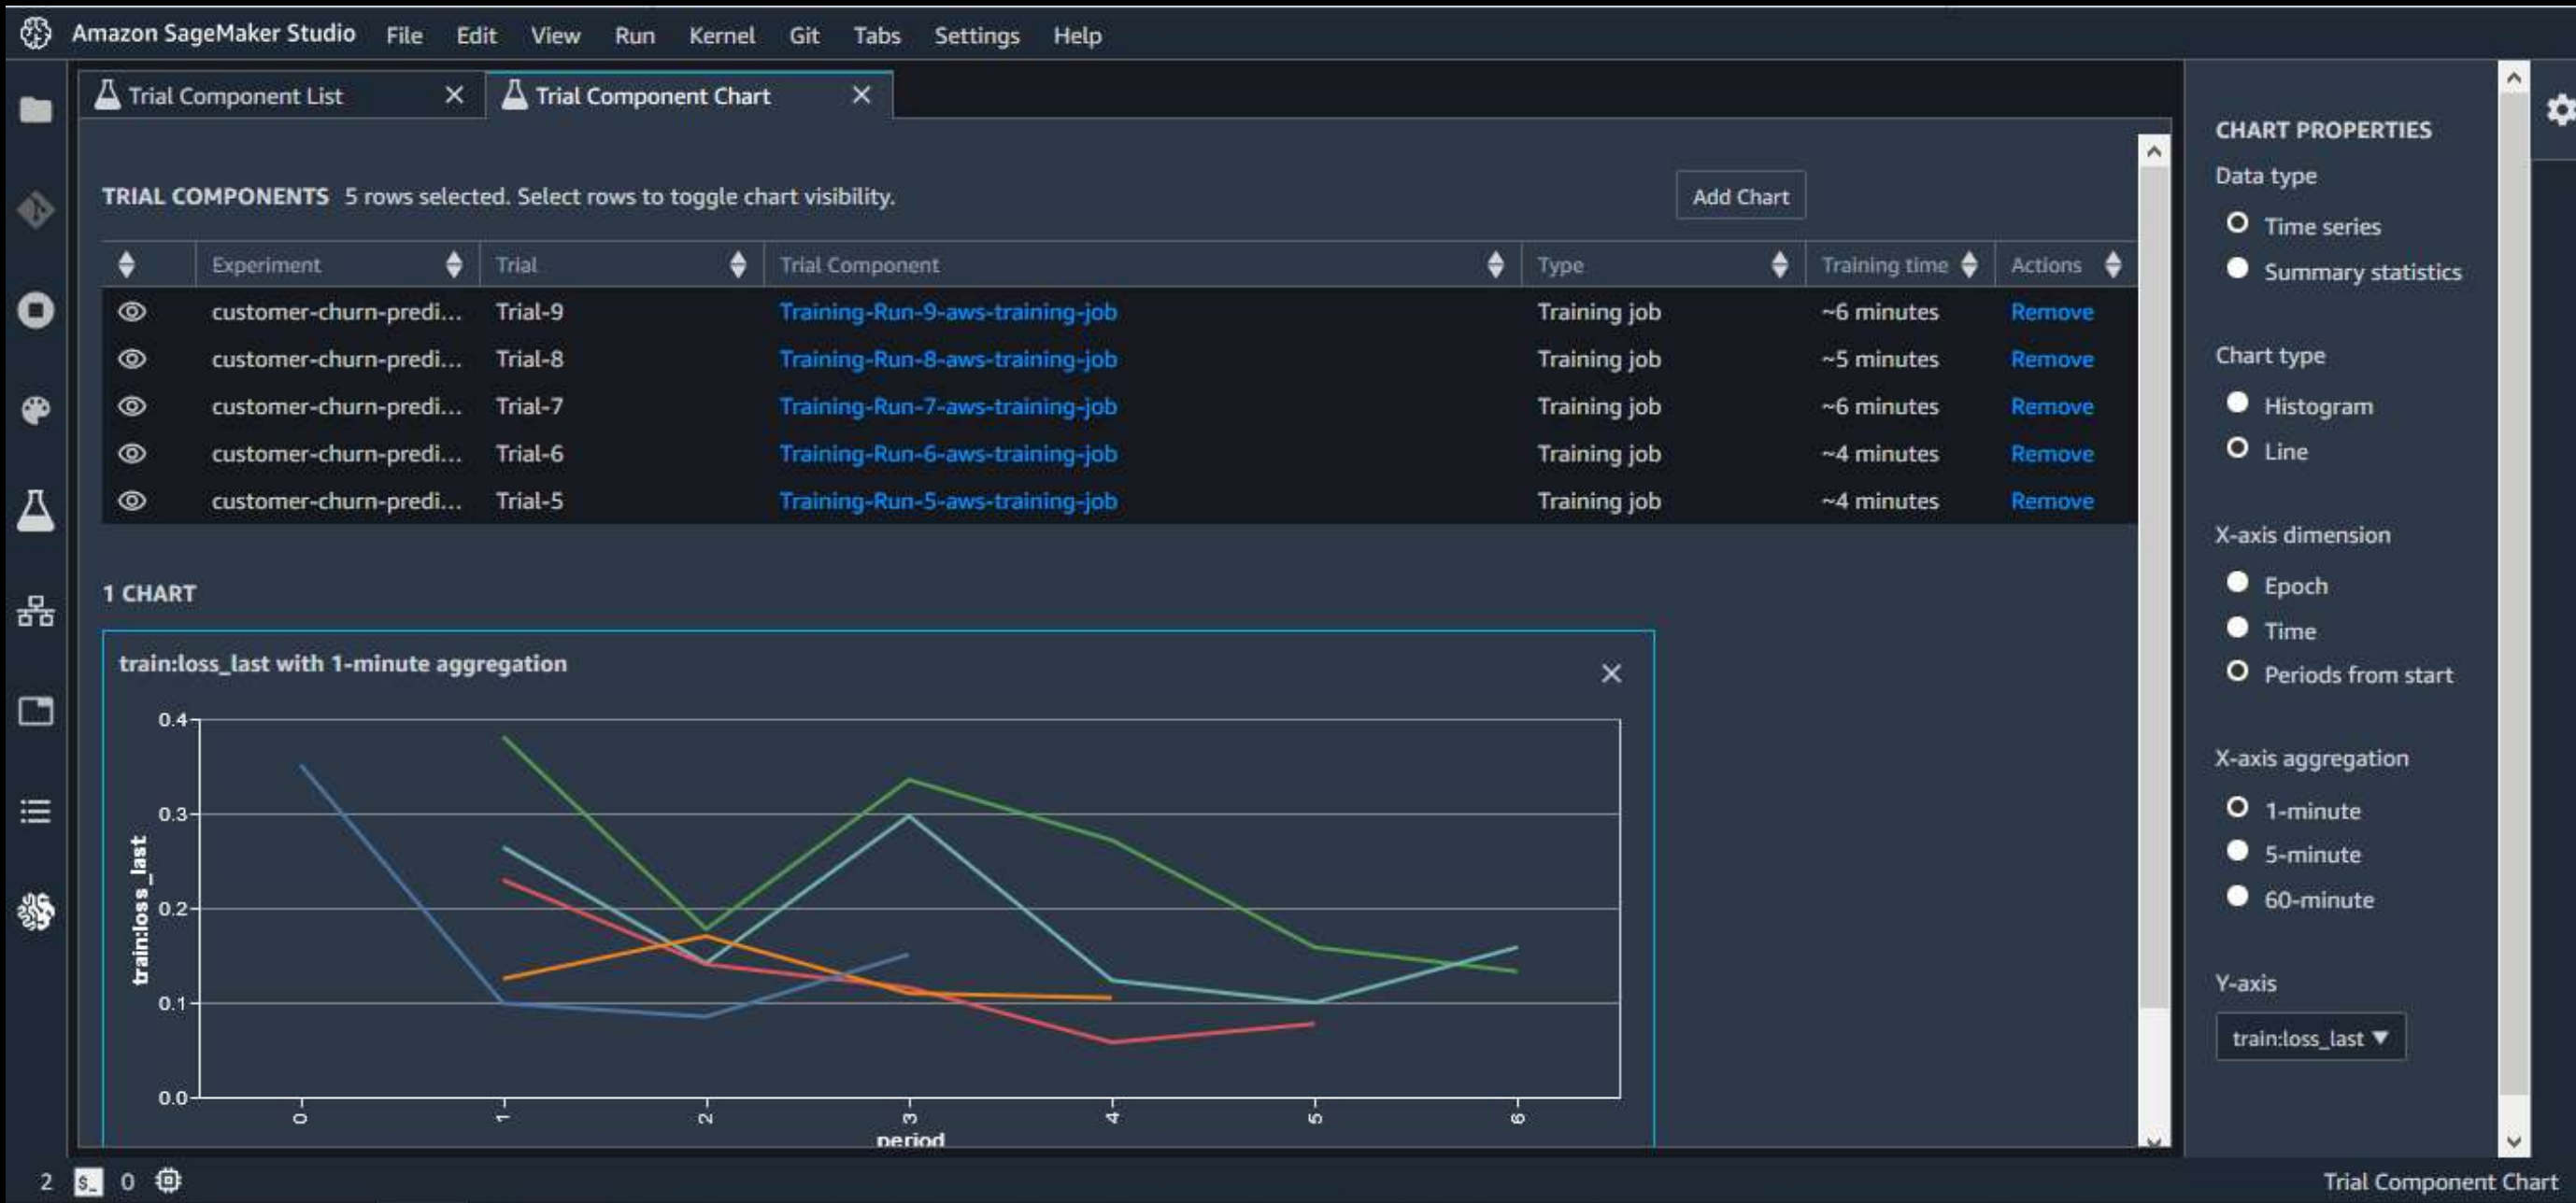 Amazon SageMaker Studio File Edit View Run Kernel Git Tabs Settings Help
Trial Component List
Trial Component Chart
TRIAL COMPONENTS 5 rows selected. Select rows to toggle chart visibility.
Add Chart
Experiment Trial Trial Component Type Training time Actions
customer-churn-predi... Trial-9 Training-Run-9-aws-training-job Training job ~6 minutes Remove
customer-churn-predi... Trial-8 Training-Run-8-aws-training-job Training job ~5 minutes Remove
customer-churn-predi... Trial-7 Training-Run-7-aws-training-job Training job ~6 minutes Remove
customer-churn-predi... Trial-6 Training-Run-6-aws-training-job Training job ~4 minutes Remove
customer-churn-predi... Trial-5 Training-Run-5-aws-training-job Training job ~4 minutes Remove
1 CHART
train:loss_last with 1-minute aggregation
train:loss_last
0.4
0.3
0.2
0.1
0.0
0 1 2 3 4 5 6
period
CHART PROPERTIES
Data type
Time series
Summary statistics
Chart type
Histogram
Line
X-axis dimension
Epoch
Time
Periods from start
X-axis aggregation
1-minute
5-minute
60-minute
Y-axis
train:loss_last
2 $_ 0
Trial Component Chart